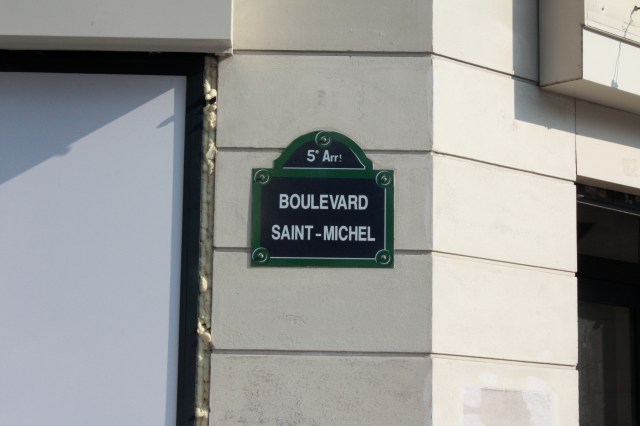 5e Arrt
BOULEVARD
SAINT-MICHEL